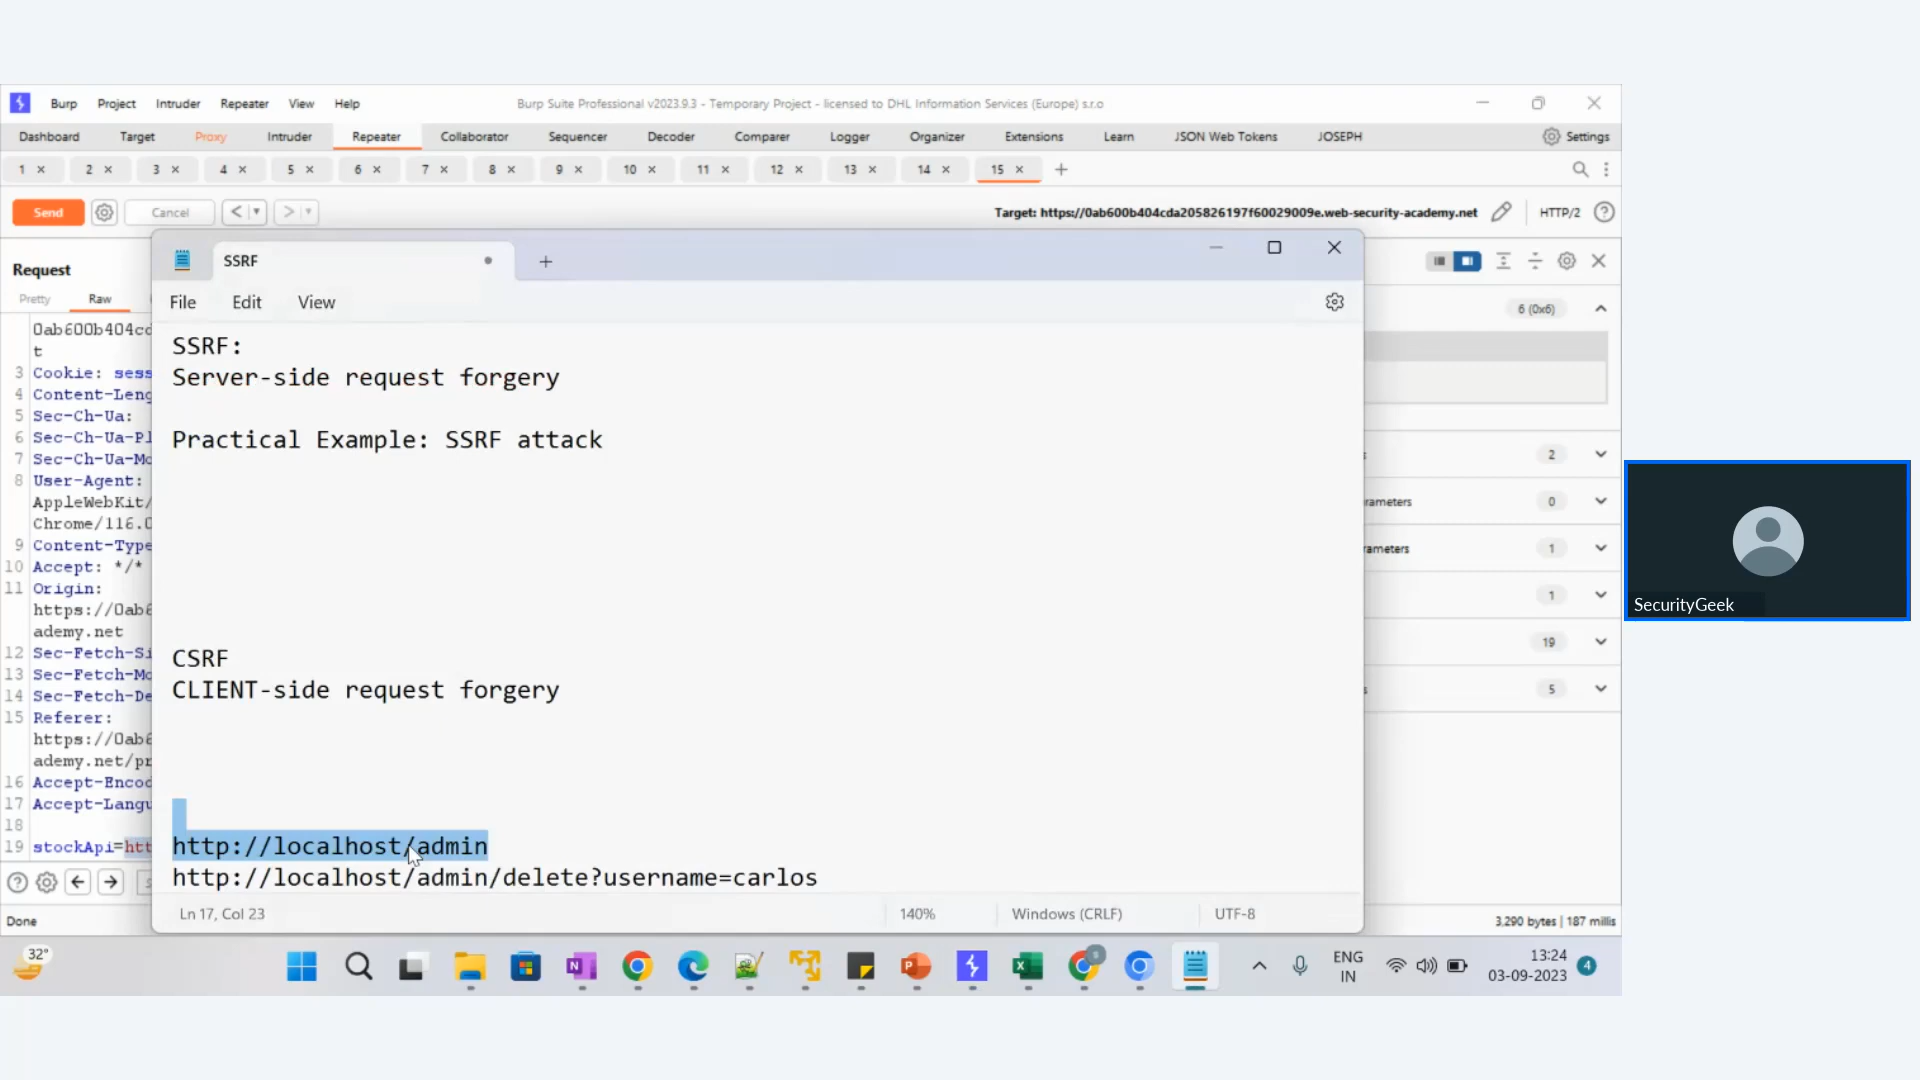 Burp Project Intruder Repeater View Help
Burp Suite Professional v2023.9.3 - Temporary Project - licensed to DHL Information Services (Europe) s.r.o
Dashboard Target Proxy Intruder Repeater Collaborator Sequencer Decoder Comparer Logger Organizer Extensions Learn JSON Web Tokens JOSEPH Settings
1 × 2 × 3 × 4 × 5 × 6 × 7 × 8 × 9 × 10 × 11 × 12 × 13 × 14 × 15 × +
Send Cancel < > Target: https://0ab600b404cda205826197f60029009e.web-security-academy.net HTTP/2
Request
Pretty Raw
0ab600b404cd
t
3 Cookie: sess
4 Content-Leng
5 Sec-Ch-Ua:
6 Sec-Ch-Ua-Pl
7 Sec-Ch-Ua-Mo
8 User-Agent:
AppleWebKit/
Chrome/116.0
9 Content-Type
10 Accept: */*
11 Origin:
https://0ab6
ademy.net
12 Sec-Fetch-Si
13 Sec-Fetch-Mo
14 Sec-Fetch-De
15 Referer:
https://0ab6
ademy.net/pr
16 Accept-Encod
17 Accept-Langu
18
19 stockApi=htt
Done
SSRF
File Edit View
SSRF:
Server-side request forgery
Practical Example: SSRF attack
CSRF
CLIENT-side request forgery
http://localhost/admin
http://localhost/admin/delete?username=carlos
Ln 17, Col 23 140% Windows (CRLF) UTF-8
6 (0x6)
2
rameters 0
rameters 1
1
19
5
3,290 bytes | 187 millis
SecurityGeek
32°
ENG
IN
13:24
03-09-2023
4